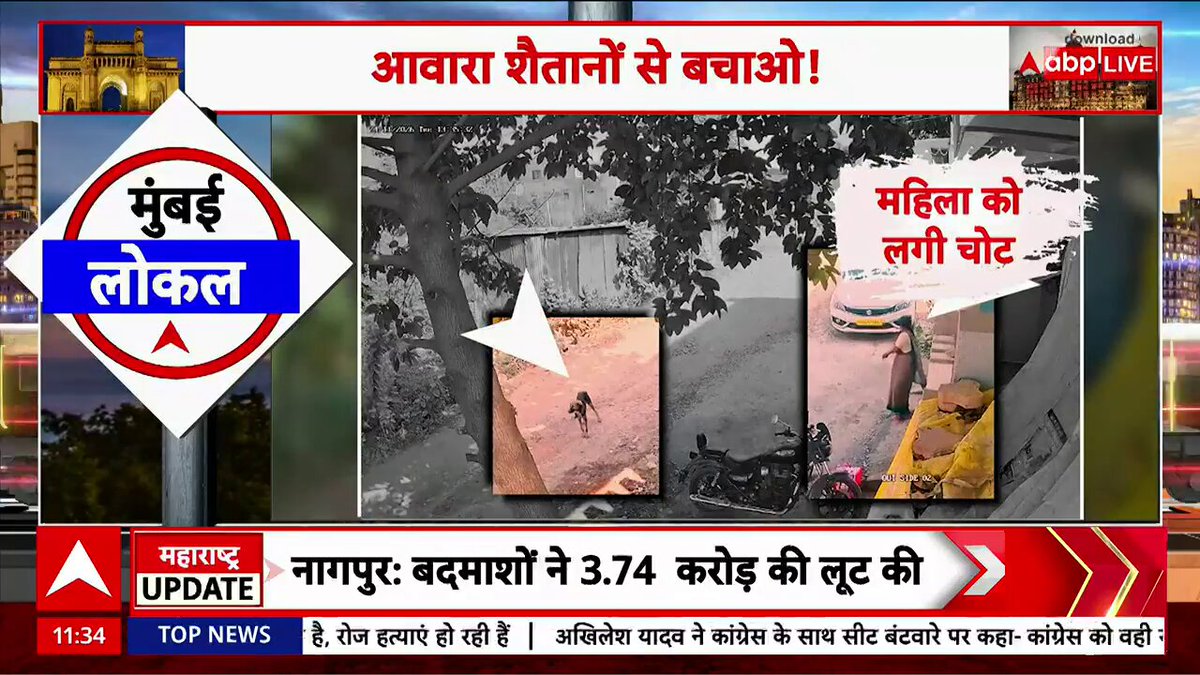 आवारा शैतानों से बचाओ!
download
abp LIVE
मुंबई
लोकल
महिला को
लगी चोट
OUT SIDE 02
महाराष्ट्र
UPDATE
नागपुर: बदमाशों ने 3.74 करोड़ की लूट की
11:34
TOP NEWS
है, रोज हत्याएं हो रही हैं | अखिलेश यादव ने कांग्रेस के साथ सीट बंटवारे पर कहा- कांग्रेस को वही